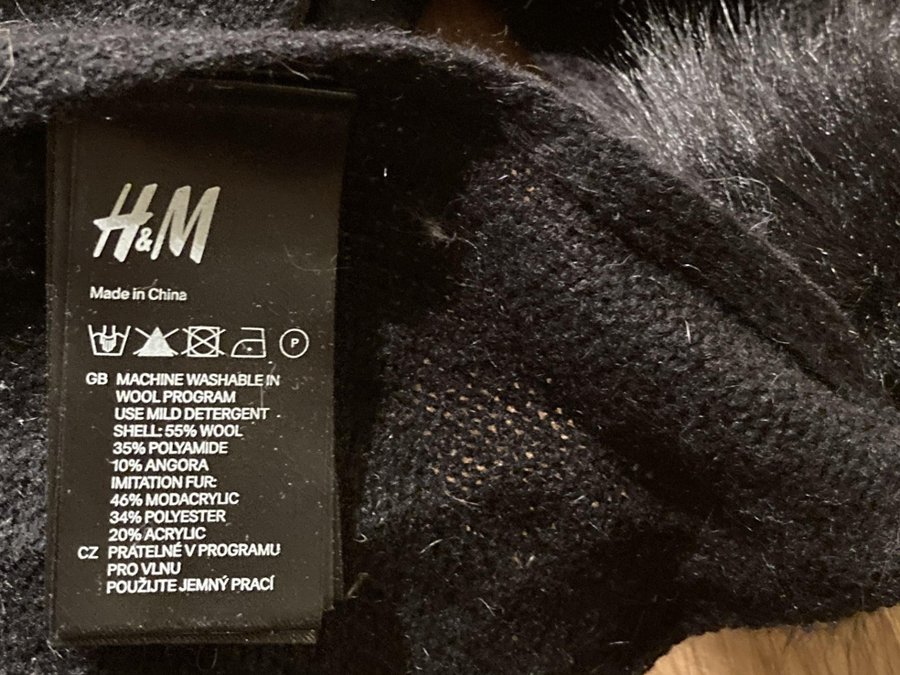 H&M
Made in China
P
GB MACHINE WASHABLE IN
WOOL PROGRAM
USE MILD DETERGENT
SHELL: 55% WOOL
35% POLYAMIDE
10% ANGORA
IMITATION FUR:
46% MODACRYLIC
34% POLYESTER
20% ACRYLIC
CZ PRATELNÉ V PROGRAMU
PRO VLNU
POUŽIJTE JEMNÝ PRACÍ